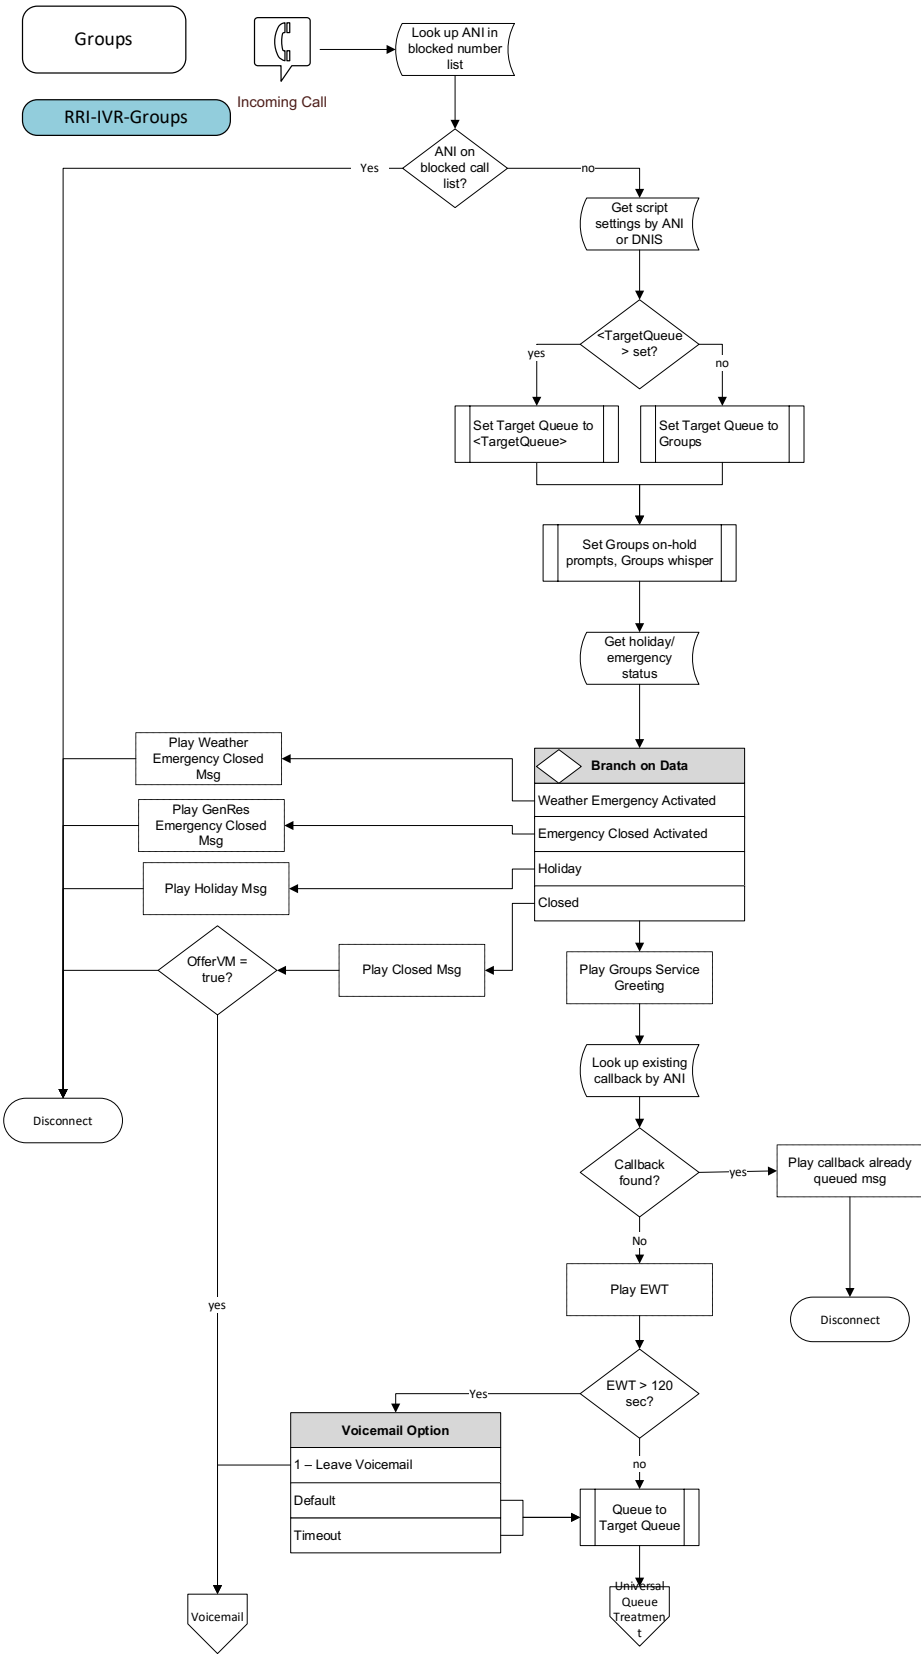 Groups
RRI-IVR-Groups
Incoming Call
Look up ANI in
blocked number
list
ANI on
blocked call
list?
Yes
no
Get script
settings by ANI
or DNIS
<TargetQueue
> set?
yes
no
Set Target Queue to
<TargetQueue>
Set Target Queue to
Groups
Set Groups on-hold
prompts, Groups whisper
Get holiday/
emergency
status
Branch on Data
Weather Emergency Activated
Emergency Closed Activated
Holiday
Closed
Play Weather
Emergency Closed
Msg
Play GenRes
Emergency Closed
Msg
Play Holiday Msg
Play Closed Msg
OfferVM =
true?
Play Groups Service
Greeting
Look up existing
callback by ANI
Disconnect
Callback
found?
yes
Play callback already
queued msg
No
Play EWT
Disconnect
yes
EWT > 120
sec?
Yes
no
Voicemail Option
1 – Leave Voicemail
Default
Timeout
Queue to
Target Queue
Voicemail
Universal
Queue
Treatmen
t